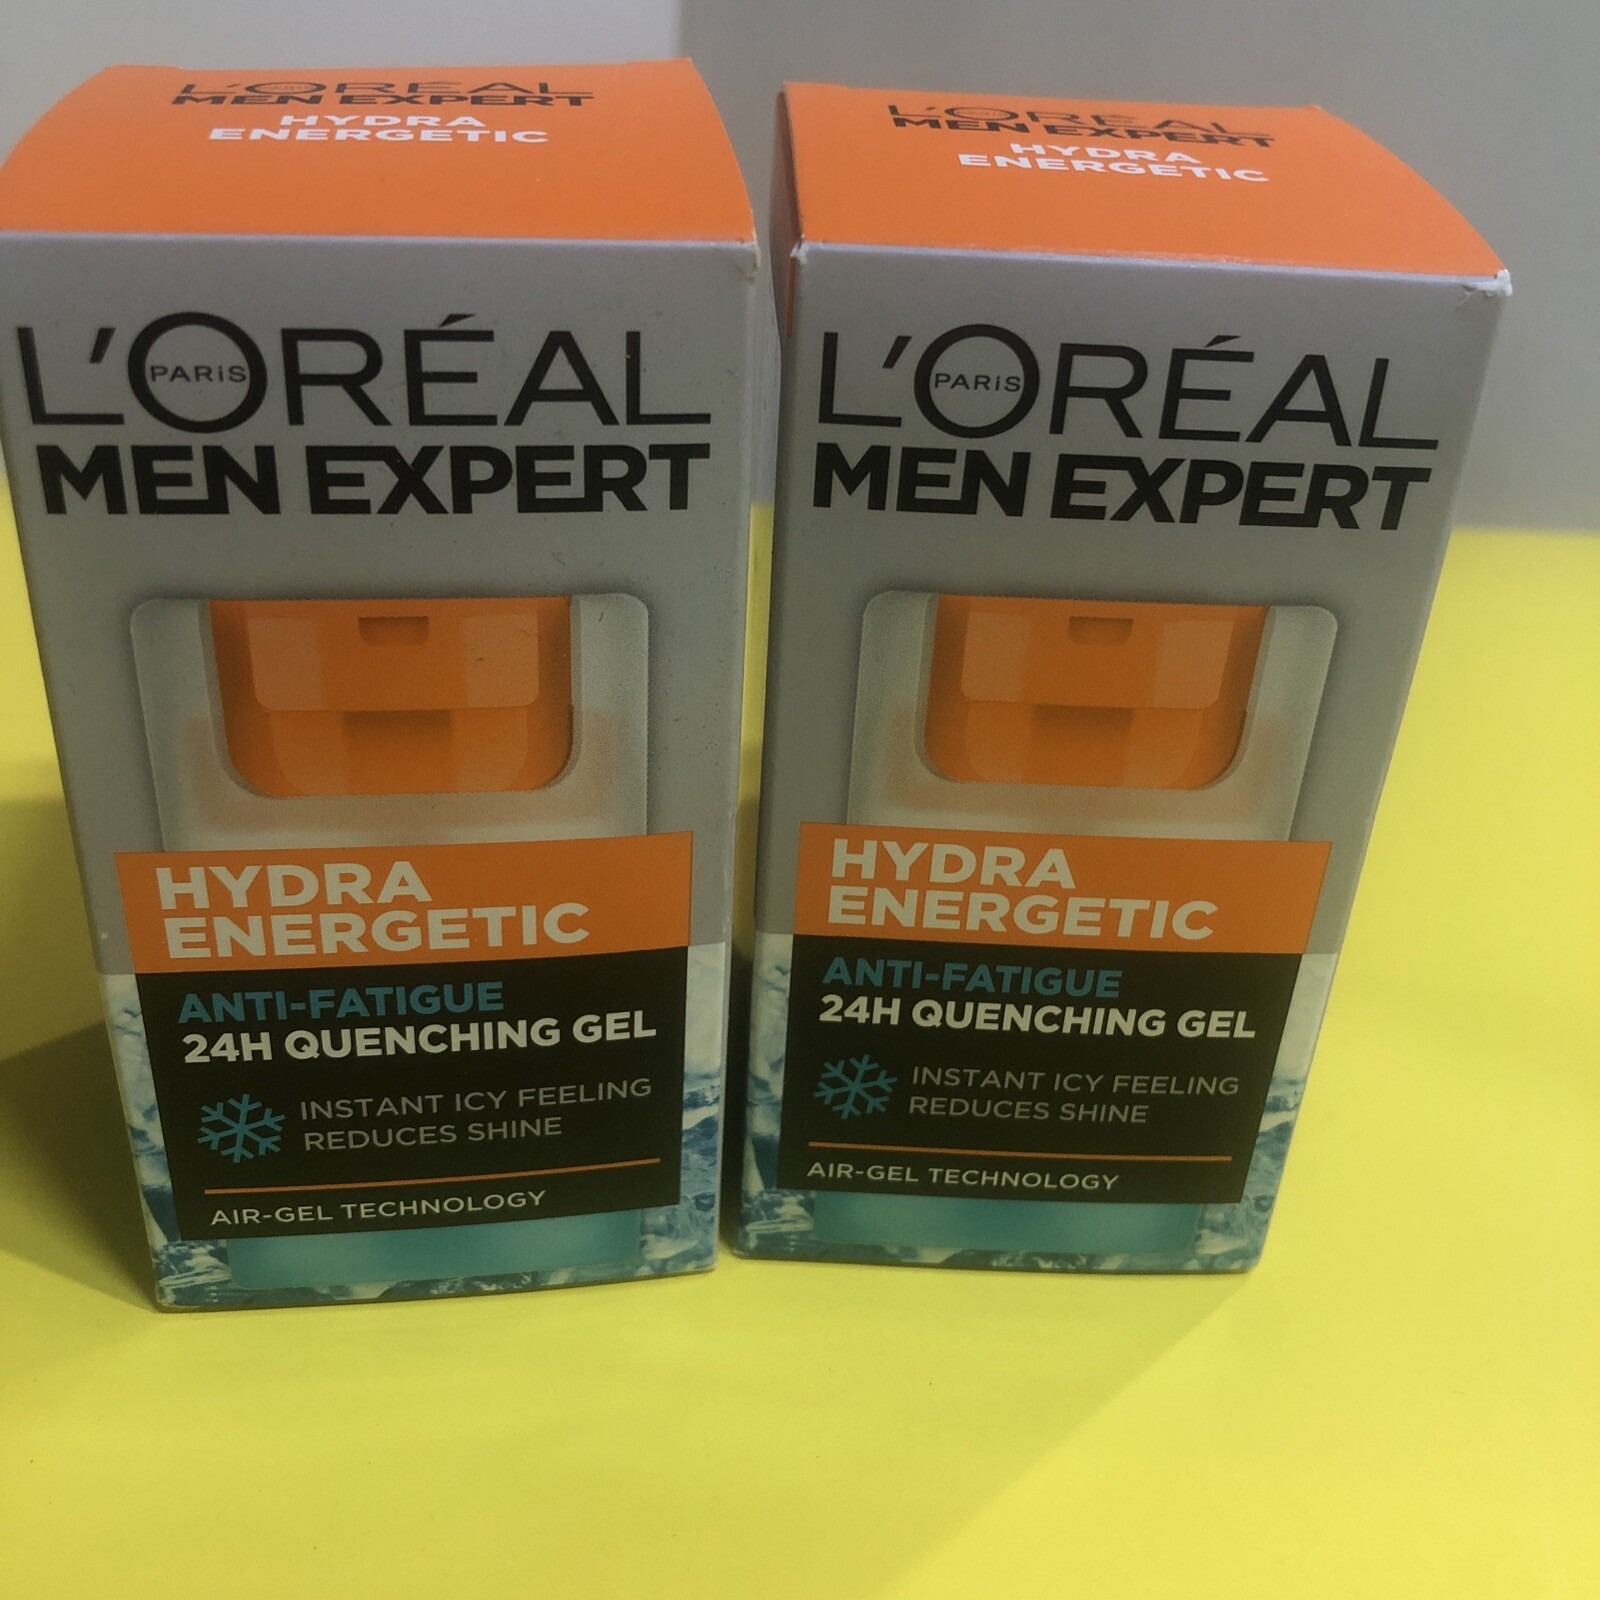 L'ORÉAL
MEN EXPERT
HYDRA
ENERGETIC
L'ORÉAL
PARIS
MEN EXPERT
HYDRA
ENERGETIC
ANTI-FATIGUE
24H QUENCHING GEL
INSTANT ICY FEELING
REDUCES SHINE
AIR-GEL TECHNOLOGY
L'ORÉAL
MEN EXPERT
HYDRA
ENERGETIC
L'ORÉAL
PARIS
MEN EXPERT
HYDRA
ENERGETIC
ANTI-FATIGUE
24H QUENCHING GEL
INSTANT ICY FEELING
REDUCES SHINE
AIR-GEL TECHNOLOGY